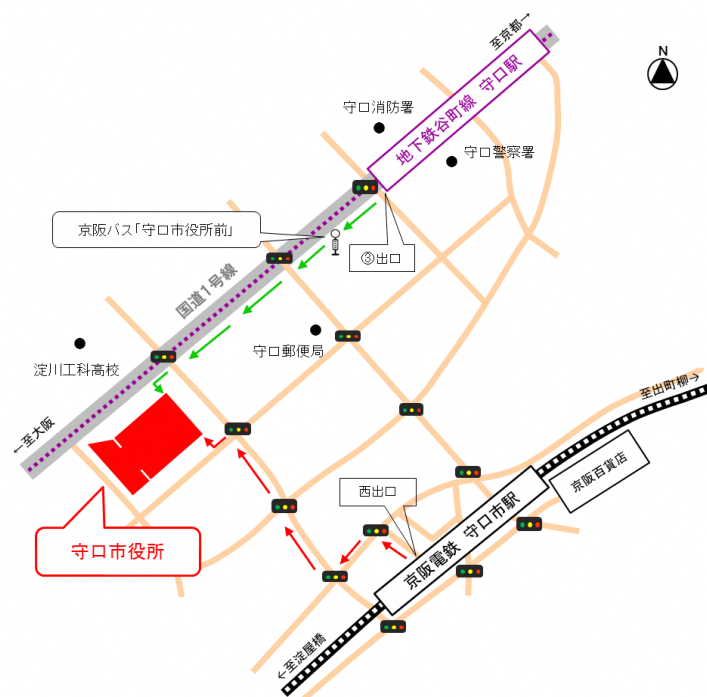 至京都→
N
地下鉄谷町線 守口駅
守口消防署
守口警察署
京阪バス「守口市役所前」
③出口
国道1号線
守口郵便局
淀川工科高校
←至大阪
至出町柳→
京阪百貨店
西出口
京阪電鉄 守口市駅
守口市役所
←至淀屋橋